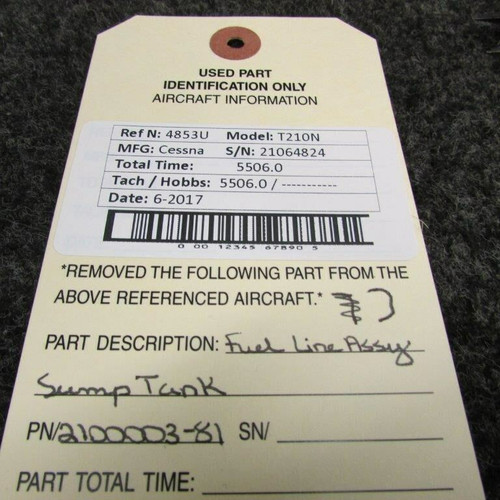 USED PART
IDENTIFICATION ONLY
AIRCRAFT INFORMATION
Ref N: 4853U Model: T210N
MFG: Cessna S/N: 21064824
Total Time: 5506.0
Tach / Hobbs: 5506.0 / -----------
Date: 6-2017
0 00 12345 67890 5
*REMOVED THE FOLLOWING PART FROM THE
ABOVE REFERENCED AIRCRAFT.*
PART DESCRIPTION: Fuel Line Assy
Sump Tank
PN/2100003-81 SN/
PART TOTAL TIME: